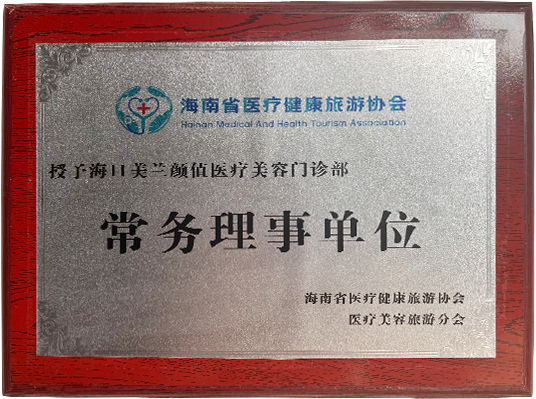 海南省医疗健康旅游协会
Hainan Medical And Health Tourism Association
授予海口美兰颜值医疗美容门诊部
常务理事单位
海南省医疗健康旅游协会
医疗美容旅游分会